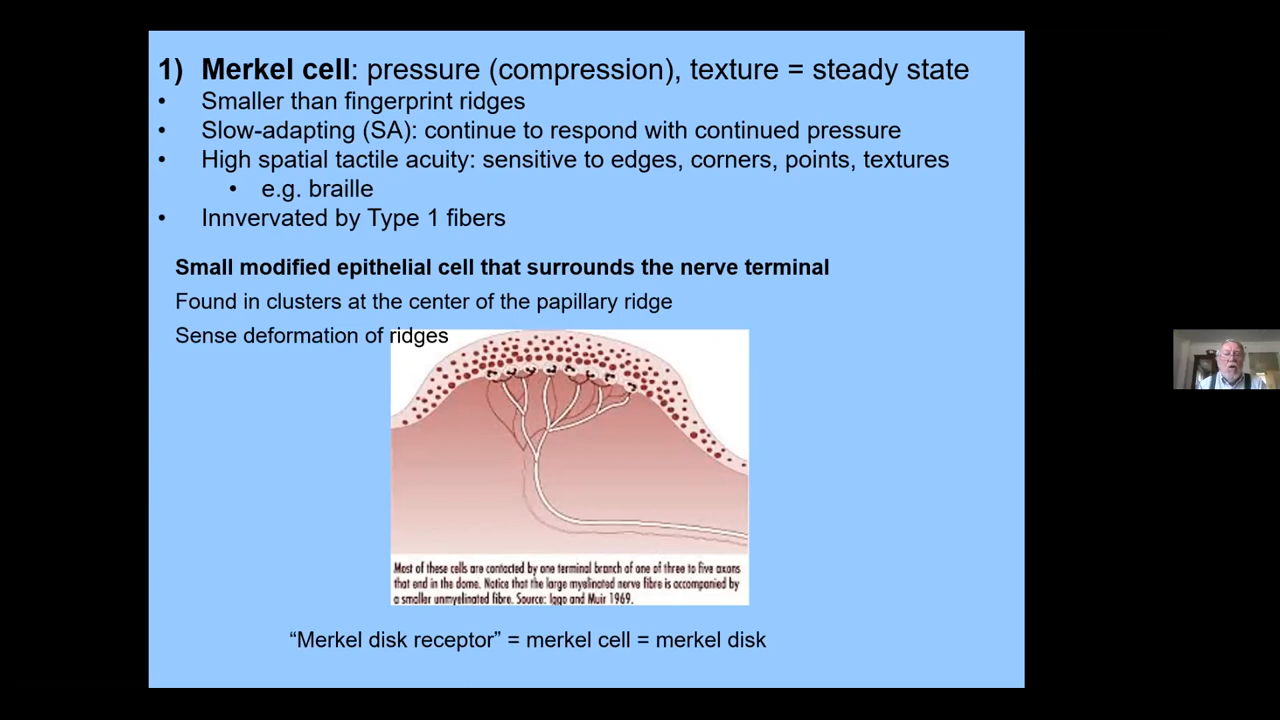 1) Merkel cell: pressure (compression), texture = steady state
• Smaller than fingerprint ridges
• Slow-adapting (SA): continue to respond with continued pressure
• High spatial tactile acuity: sensitive to edges, corners, points, textures
• e.g. braille
• Innvervated by Type 1 fibers
Small modified epithelial cell that surrounds the nerve terminal
Found in clusters at the center of the papillary ridge
Sense deformation of ridges
Most of these cells are contacted by one terminal branch of one of three to five axons
that end in the dome. Notice that the large myelinated nerve fibre is accompanied by
a smaller unmyelinated fibre. Source: Iggo and Muir 1969.
“Merkel disk receptor” = merkel cell = merkel disk